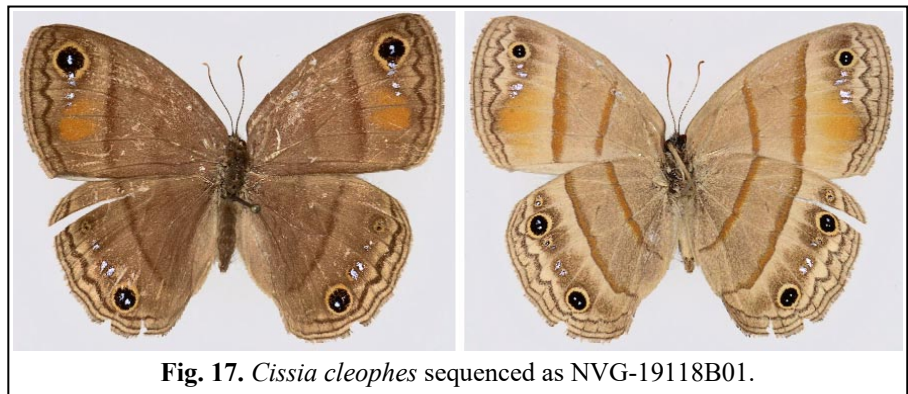 Fig. 17. Cissia cleophes sequenced as NVG-19118B01.